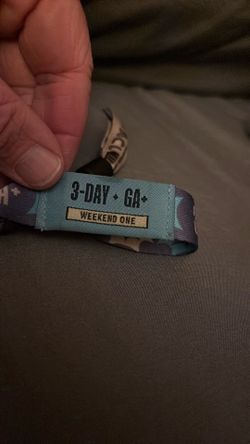 3-DAY + GA+
WEEKEND ONE